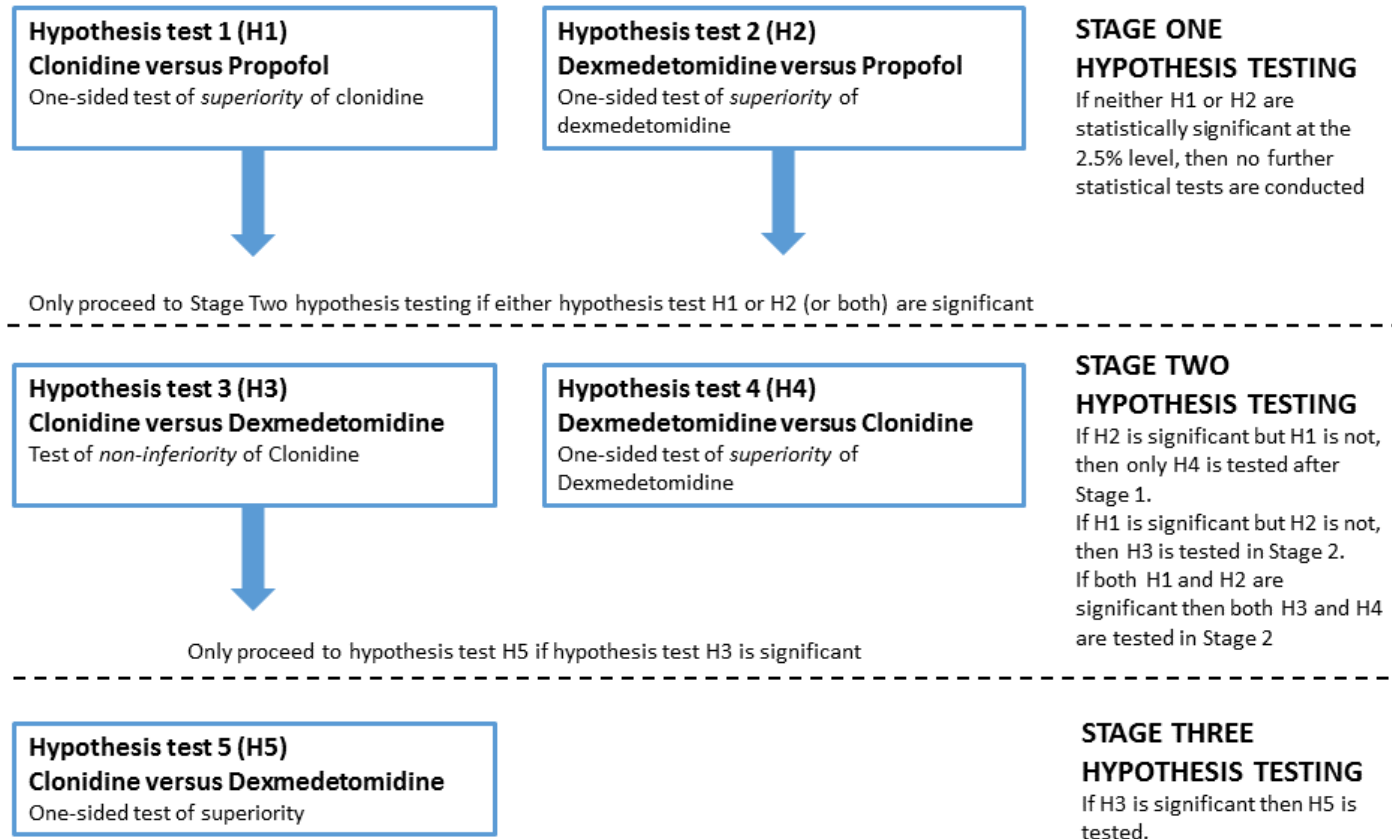 Hypothesis test 1 (H1)
Clonidine versus Propofol
One-sided test of superiority of clonidine
Hypothesis test 2 (H2)
Dexmedetomidine versus Propofol
One-sided test of superiority of
dexmedetomidine
STAGE ONE
HYPOTHESIS TESTING
If neither H1 or H2 are
statistically significant at the
2.5% level, then no further
statistical tests are conducted
Only proceed to Stage Two hypothesis testing if either hypothesis test H1 or H2 (or both) are significant
Hypothesis test 3 (H3)
Clonidine versus Dexmedetomidine
Test of non-inferiority of Clonidine
Hypothesis test 4 (H4)
Dexmedetomidine versus Clonidine
One-sided test of superiority of
Dexmedetomidine
STAGE TWO
HYPOTHESIS TESTING
If H2 is significant but H1 is not,
then only H4 is tested after
Stage 1.
If H1 is significant but H2 is not,
then H3 is tested in Stage 2.
If both H1 and H2 are
significant then both H3 and H4
are tested in Stage 2
Only proceed to hypothesis test H5 if hypothesis test H3 is significant
Hypothesis test 5 (H5)
Clonidine versus Dexmedetomidine
One-sided test of superiority
STAGE THREE
HYPOTHESIS TESTING
If H3 is significant then H5 is
tested.